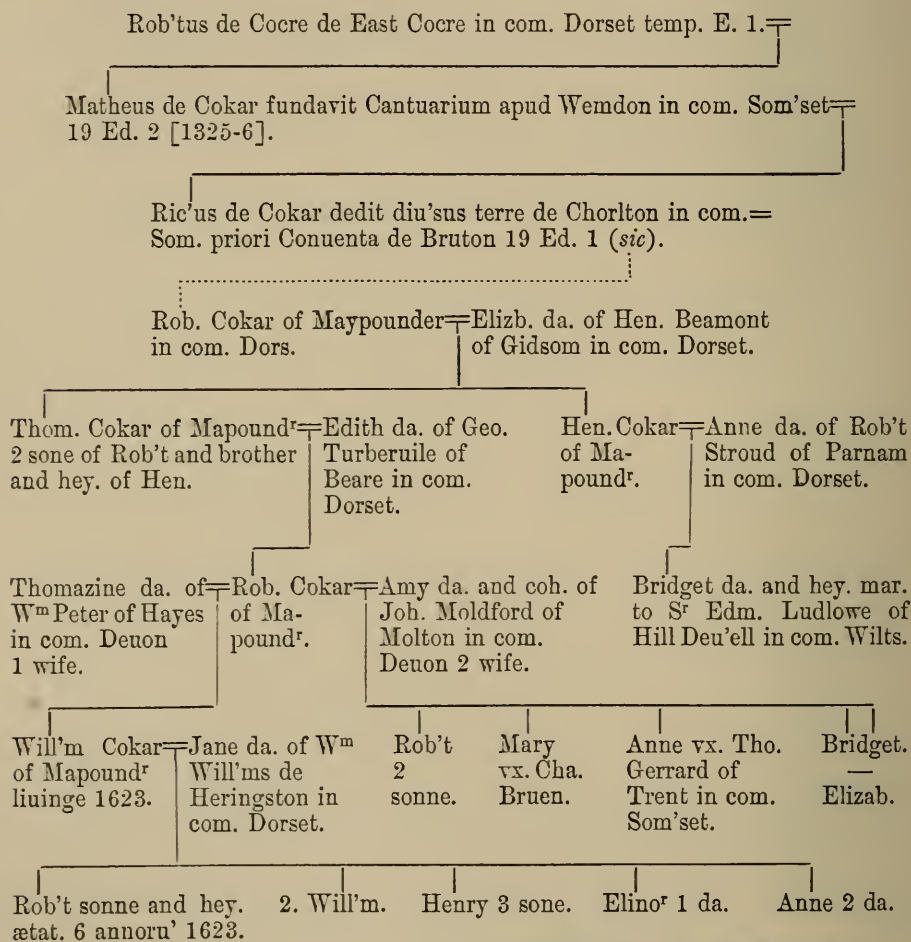 Rob'tus de Cocre de East Cocre in com. Dorset temp. E. 1.
Matheus de Cokar fundavit Cantuarium apud Wemdon in com. Som'set
19 Ed. 2 [1325-6].
Ric'us de Cokar dedit diu'sus terre de Chorlton in com.
Som. priori Conuenta de Bruton 19 Ed. 1 (sic).
Rob. Cokar of Maypounder
in com. Dors.
Elizb. da. of Hen. Beamont
of Gidsom in com. Dorset.
Thom. Cokar of Mapoundʳ
2 sone of Rob't and brother
and hey. of Hen.
Edith da. of Geo.
Turberuile of
Beare in com.
Dorset.
Hen. Cokar
of Ma-
poundʳ.
Anne da. of Rob't
Stroud of Parnam
in com. Dorset.
Thomazine da. of
Wᵐ Peter of Hayes
in com. Deuon
1 wife.
Rob. Cokar
of Ma-
poundʳ.
Amy da. and coh. of
Joh. Moldford of
Molton in com.
Deuon 2 wife.
Bridget da. and hey. mar.
to Sʳ Edm. Ludlowe of
Hill Deu'ell in com. Wilts.
Will'm Cokar
of Mapoundʳ
liuinge 1623.
Jane da. of Wᵐ
Will'ms de
Heringston in
com. Dorset.
Rob't
2
sonne.
Mary
vx. Cha.
Bruen.
Anne vx. Tho.
Gerrard of
Trent in com.
Som'set.
Bridget.
—
Elizab.
Rob't sonne and hey.
ætat. 6 annoru' 1623.
2. Will'm.
Henry 3 sone.
Elinoʳ 1 da.
Anne 2 da.